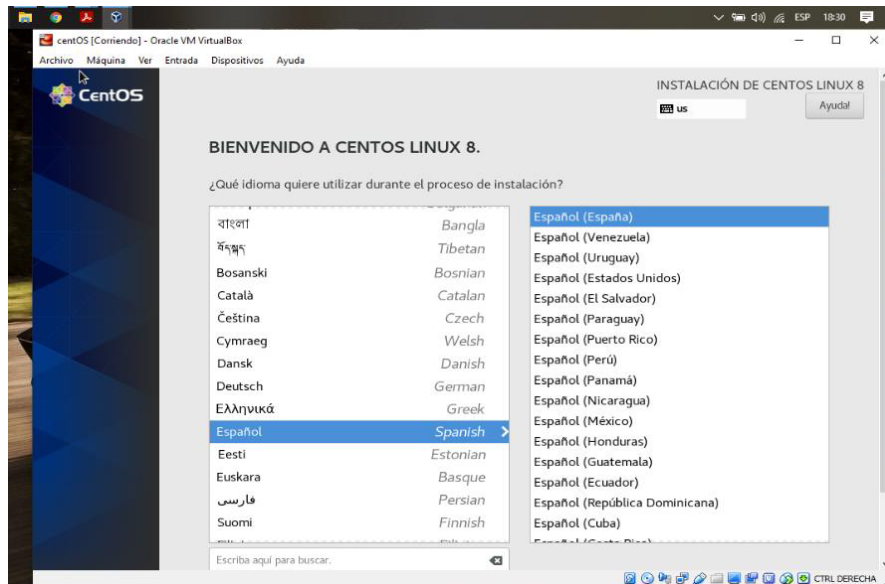 ESP 18:30
centOS [Corriendo] - Oracle VM VirtualBox
Archivo Máquina Ver Entrada Dispositivos Ayuda
CentOS
INSTALACIÓN DE CENTOS LINUX 8
us
Ayuda!
BIENVENIDO A CENTOS LINUX 8.
¿Qué idioma quiere utilizar durante el proceso de instalación?
বাংলা Bangla
བོད་སྐད་ Tibetan
Bosanski Bosnian
Català Catalan
Čeština Czech
Cymraeg Welsh
Dansk Danish
Deutsch German
Ελληνικά Greek
Español Spanish
Eesti Estonian
Euskara Basque
فارسی Persian
Suomi Finnish
Español (España)
Español (Venezuela)
Español (Uruguay)
Español (Estados Unidos)
Español (El Salvador)
Español (Paraguay)
Español (Puerto Rico)
Español (Perú)
Español (Panamá)
Español (Nicaragua)
Español (México)
Español (Honduras)
Español (Guatemala)
Español (Ecuador)
Español (República Dominicana)
Español (Cuba)
Escriba aquí para buscar.
CTRL DERECHA